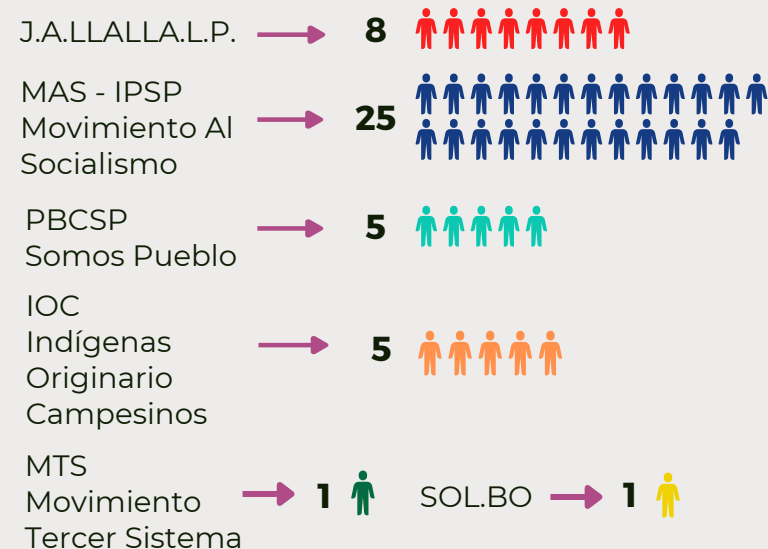 J.A.LLALLA.L.P. 8
MAS - IPSP
Movimiento Al
Socialismo
25
PBCSP
Somos Pueblo
5
IOC
Indígenas
Originario
Campesinos
5
MTS
Movimiento
Tercer Sistema
1
SOL.BO 1